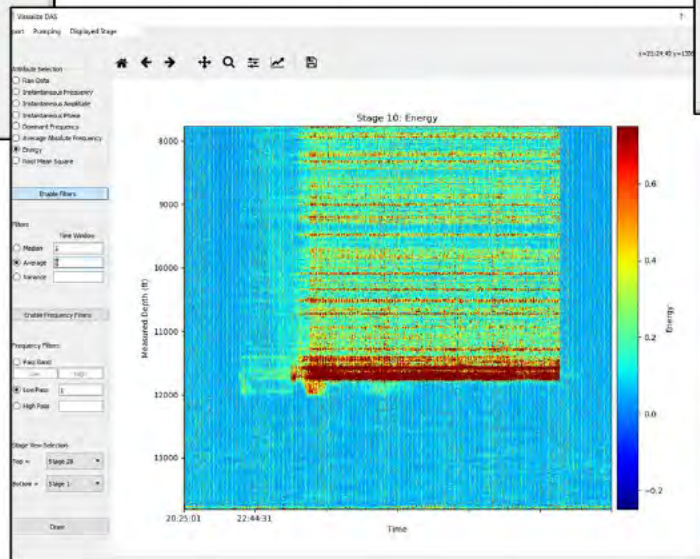 Visualize DAS
?
port Pumping Displayed Stage
Attribute Selection
Raw Data
Instantaneous Frequency
Instantaneous Amplitude
Instantaneous Phase
Dominant Frequency
Average Absolute Frequency
Energy
Root Mean Square
Enable Filters
Filters
Time Window
Median 1
Average
Variance
Enable Frequency Filters
Frequency Filters
Pass Band
Low High
Low Pass 1
High Pass
Stage View Selection
Top = Stage 20
Bottom = Stage 1
Draw
Stage 10: Energy
Measured Depth (ft)
8000
9000
10000
11000
12000
13000
20:25:01 22:44:31
Time
0.6
0.4
0.2
0.0
−0.2
Energy